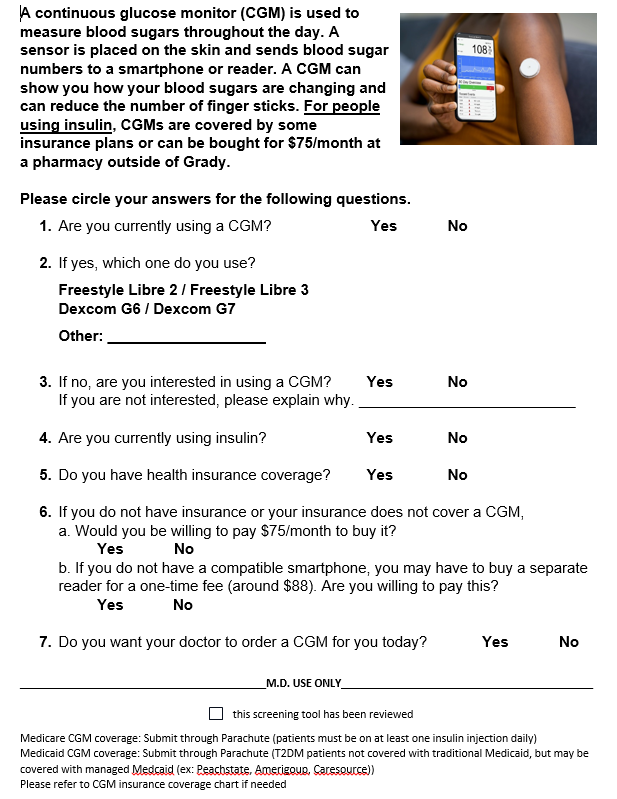 A continuous glucose monitor (CGM) is used to
measure blood sugars throughout the day. A
sensor is placed on the skin and sends blood sugar
numbers to a smartphone or reader. A CGM can
show you how your blood sugars are changing and
can reduce the number of finger sticks. For people
using insulin, CGMs are covered by some
insurance plans or can be bought for $75/month at
a pharmacy outside of Grady.
108
Please circle your answers for the following questions.
1. Are you currently using a CGM? Yes No
2. If yes, which one do you use?
Freestyle Libre 2 / Freestyle Libre 3
Dexcom G6 / Dexcom G7
Other: ____________________
3. If no, are you interested in using a CGM? Yes No
If you are not interested, please explain why. ____________________________
4. Are you currently using insulin? Yes No
5. Do you have health insurance coverage? Yes No
6. If you do not have insurance or your insurance does not cover a CGM,
a. Would you be willing to pay $75/month to buy it?
Yes No
b. If you do not have a compatible smartphone, you may have to buy a separate
reader for a one-time fee (around $88). Are you willing to pay this?
Yes No
7. Do you want your doctor to order a CGM for you today? Yes No
______________________________M.D. USE ONLY______________________________
☐ this screening tool has been reviewed
Medicare CGM coverage: Submit through Parachute (patients must be on at least one insulin injection daily)
Medicaid CGM coverage: Submit through Parachute (T2DM patients not covered with traditional Medicaid, but may be
covered with managed Medcaid (ex: Peachstate, Amerigoup, Caresource))
Please refer to CGM insurance coverage chart if needed